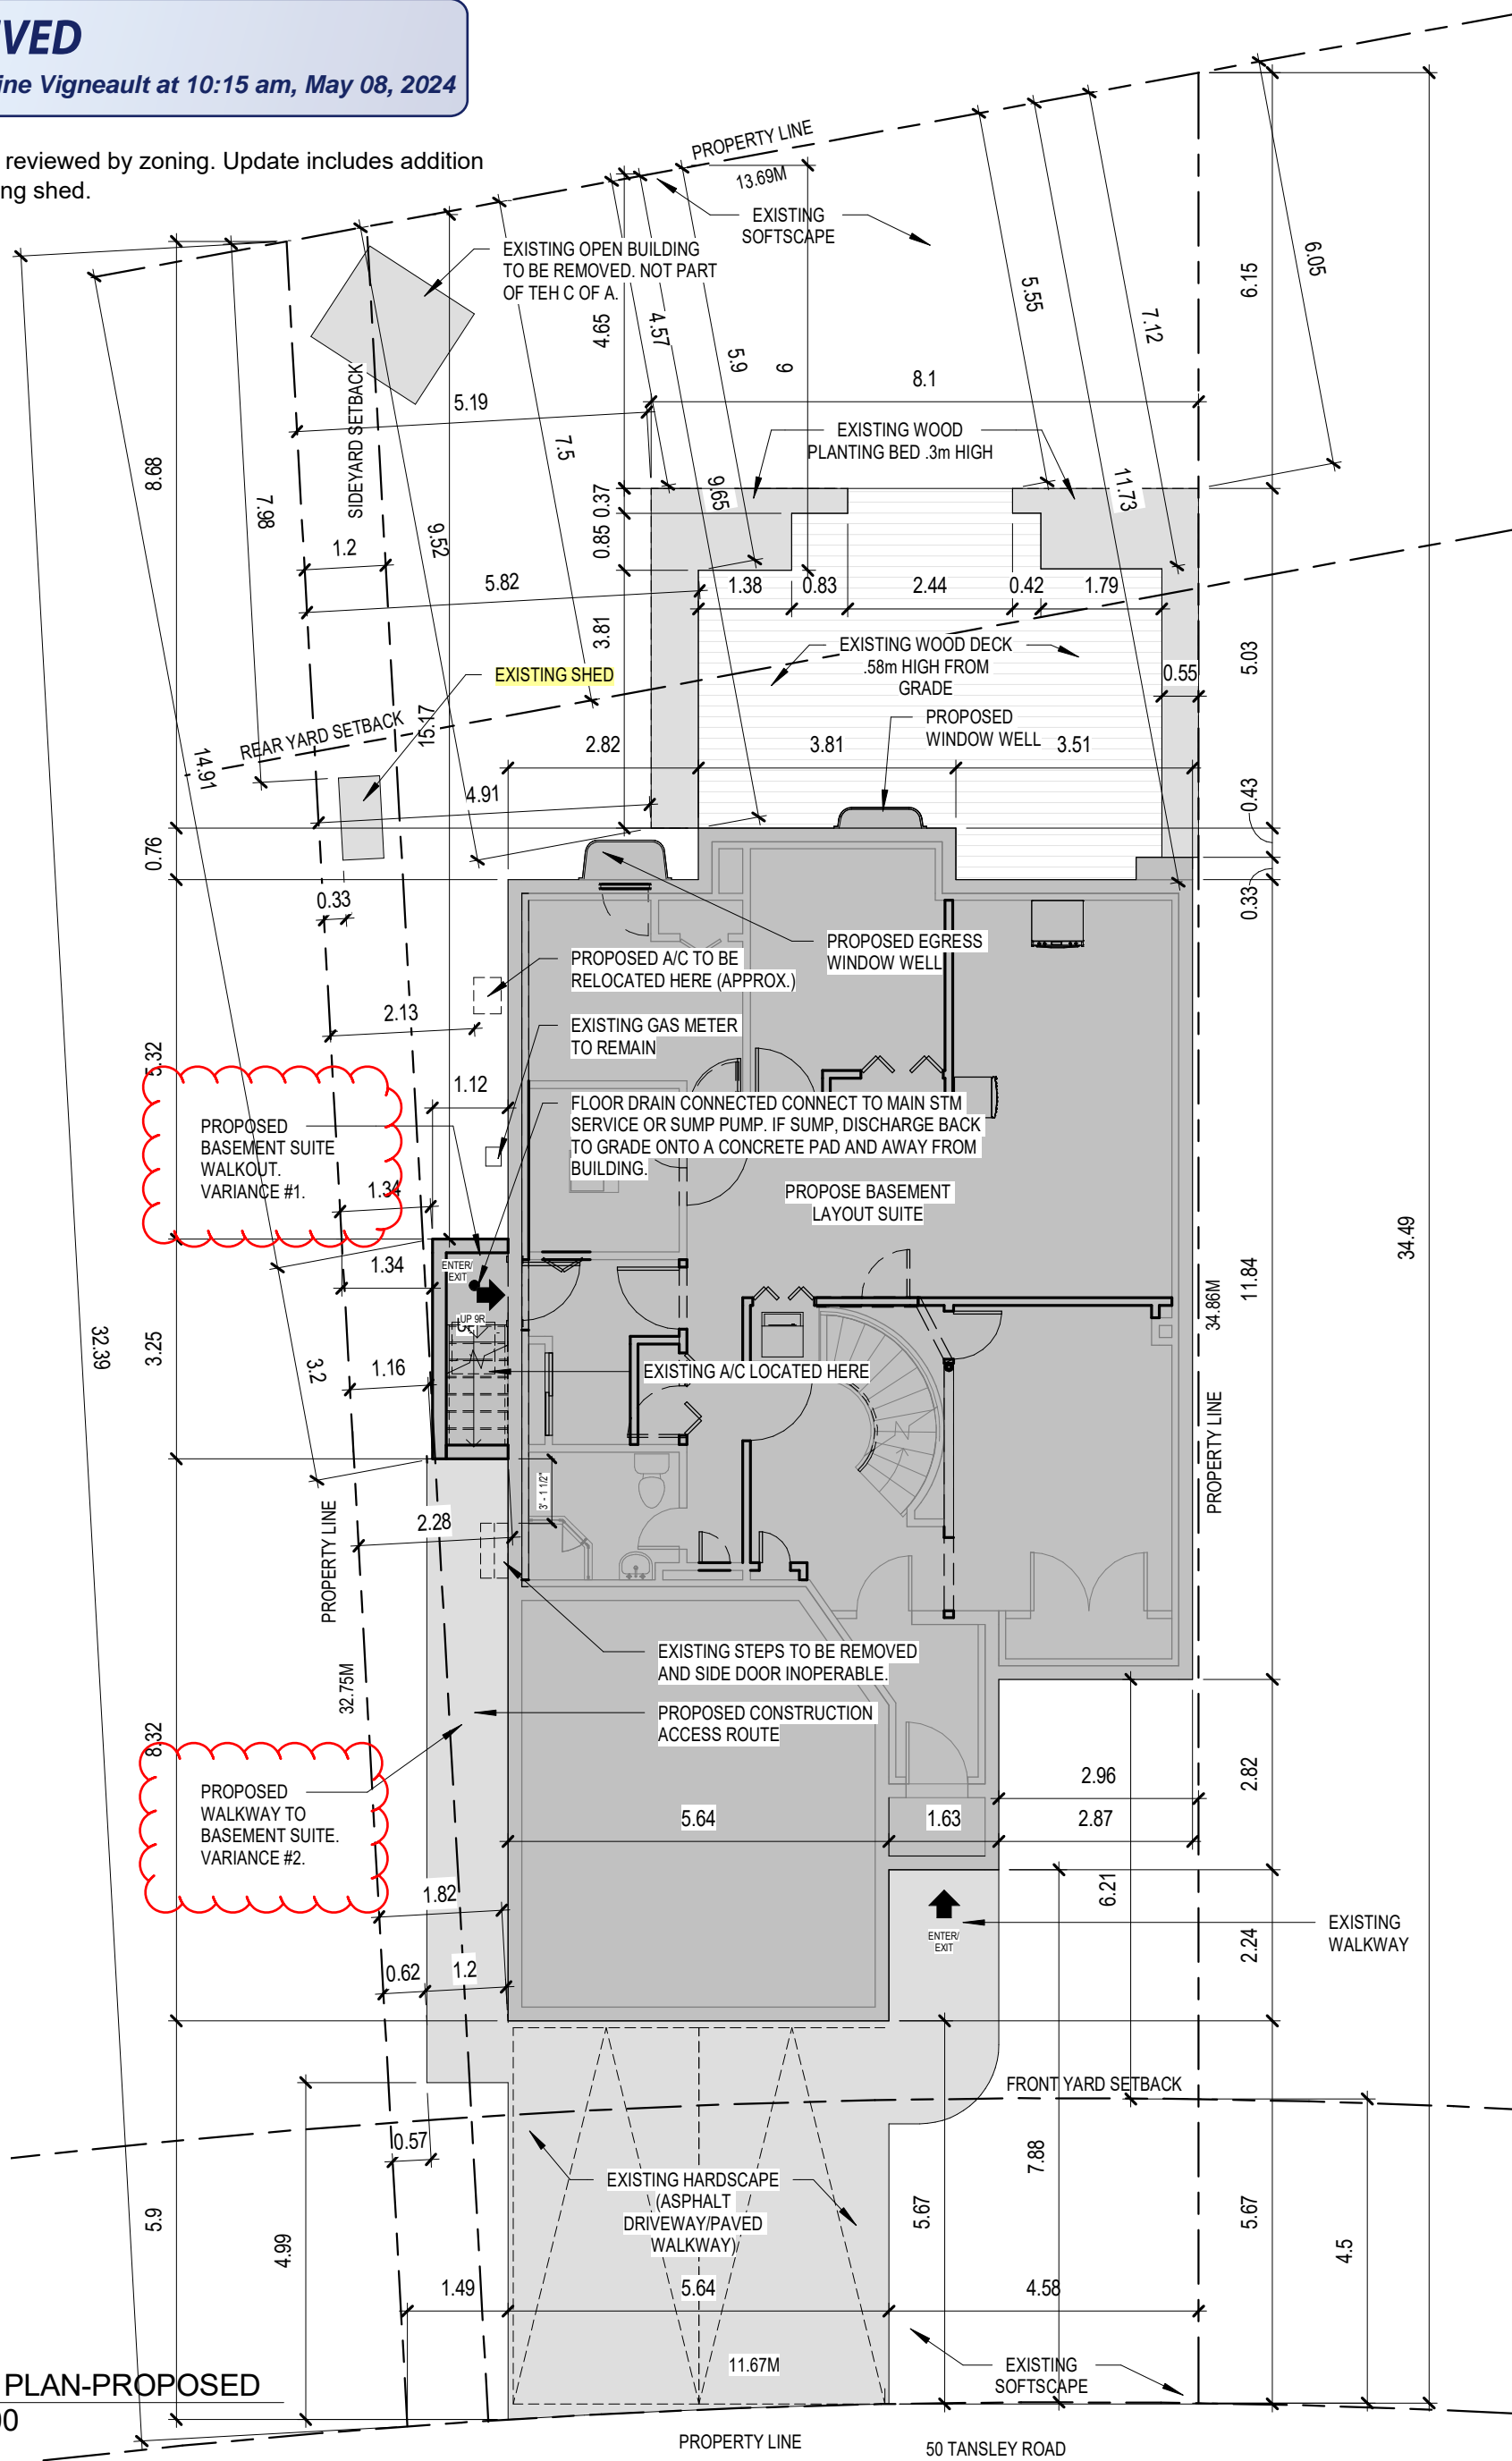 IVED
ine Vigneault at 10:15 am, May 08, 2024
reviewed by zoning. Update includes addition
ng shed.
PROPERTY LINE
13.69M
EXISTING
SOFTSCAPE
EXISTING OPEN BUILDING
TO BE REMOVED. NOT PART
OF TEH C OF A.
4.65
4.57
5.9
9
5.55
7.12
6.15
6.05
8.1
5.19
SIDEYARD SETBACK
EXISTING WOOD
PLANTING BED .3m HIGH
8.68
7.98
7.5
9.65
11.73
0.37
0.85
9.52
1.2
5.82
1.38
0.83
2.44
0.42
1.79
3.81
EXISTING WOOD DECK
.58m HIGH FROM
GRADE
5.03
0.55
EXISTING SHED
REAR YARD SETBACK
15.17
14.91
PROPOSED
WINDOW WELL
2.82
3.81
3.51
4.91
0.43
0.76
0.33
0.33
PROPOSED EGRESS
WINDOW WELL
PROPOSED A/C TO BE
RELOCATED HERE (APPROX.)
2.13
EXISTING GAS METER
TO REMAIN
5.32
1.12
FLOOR DRAIN CONNECTED CONNECT TO MAIN STM
SERVICE OR SUMP PUMP. IF SUMP, DISCHARGE BACK
TO GRADE ONTO A CONCRETE PAD AND AWAY FROM
BUILDING.
PROPOSED
BASEMENT SUITE
WALKOUT.
VARIANCE #1.
1.34
PROPOSE BASEMENT
LAYOUT SUITE
34.49
1.34
ENTER/
EXIT
11.84
34.86M
UP 9R
32.39
3.25
3.2
1.16
EXISTING A/C LOCATED HERE
PROPERTY LINE
3' - 1 1/2"
PROPERTY LINE
2.28
EXISTING STEPS TO BE REMOVED
AND SIDE DOOR INOPERABLE.
32.75M
PROPOSED CONSTRUCTION
ACCESS ROUTE
8.32
PROPOSED
WALKWAY TO
BASEMENT SUITE.
VARIANCE #2.
2.96
2.82
5.64
1.63
2.87
1.82
6.21
ENTER/
EXIT
EXISTING
WALKWAY
2.24
0.62
1.2
FRONT YARD SETBACK
0.57
7.88
EXISTING HARDSCAPE
(ASPHALT
DRIVEWAY/PAVED
WALKWAY)
5.9
4.99
5.67
5.67
4.5
1.49
5.64
4.58
11.67M
EXISTING
SOFTSCAPE
PLAN-PROPOSED
00
PROPERTY LINE
50 TANSLEY ROAD